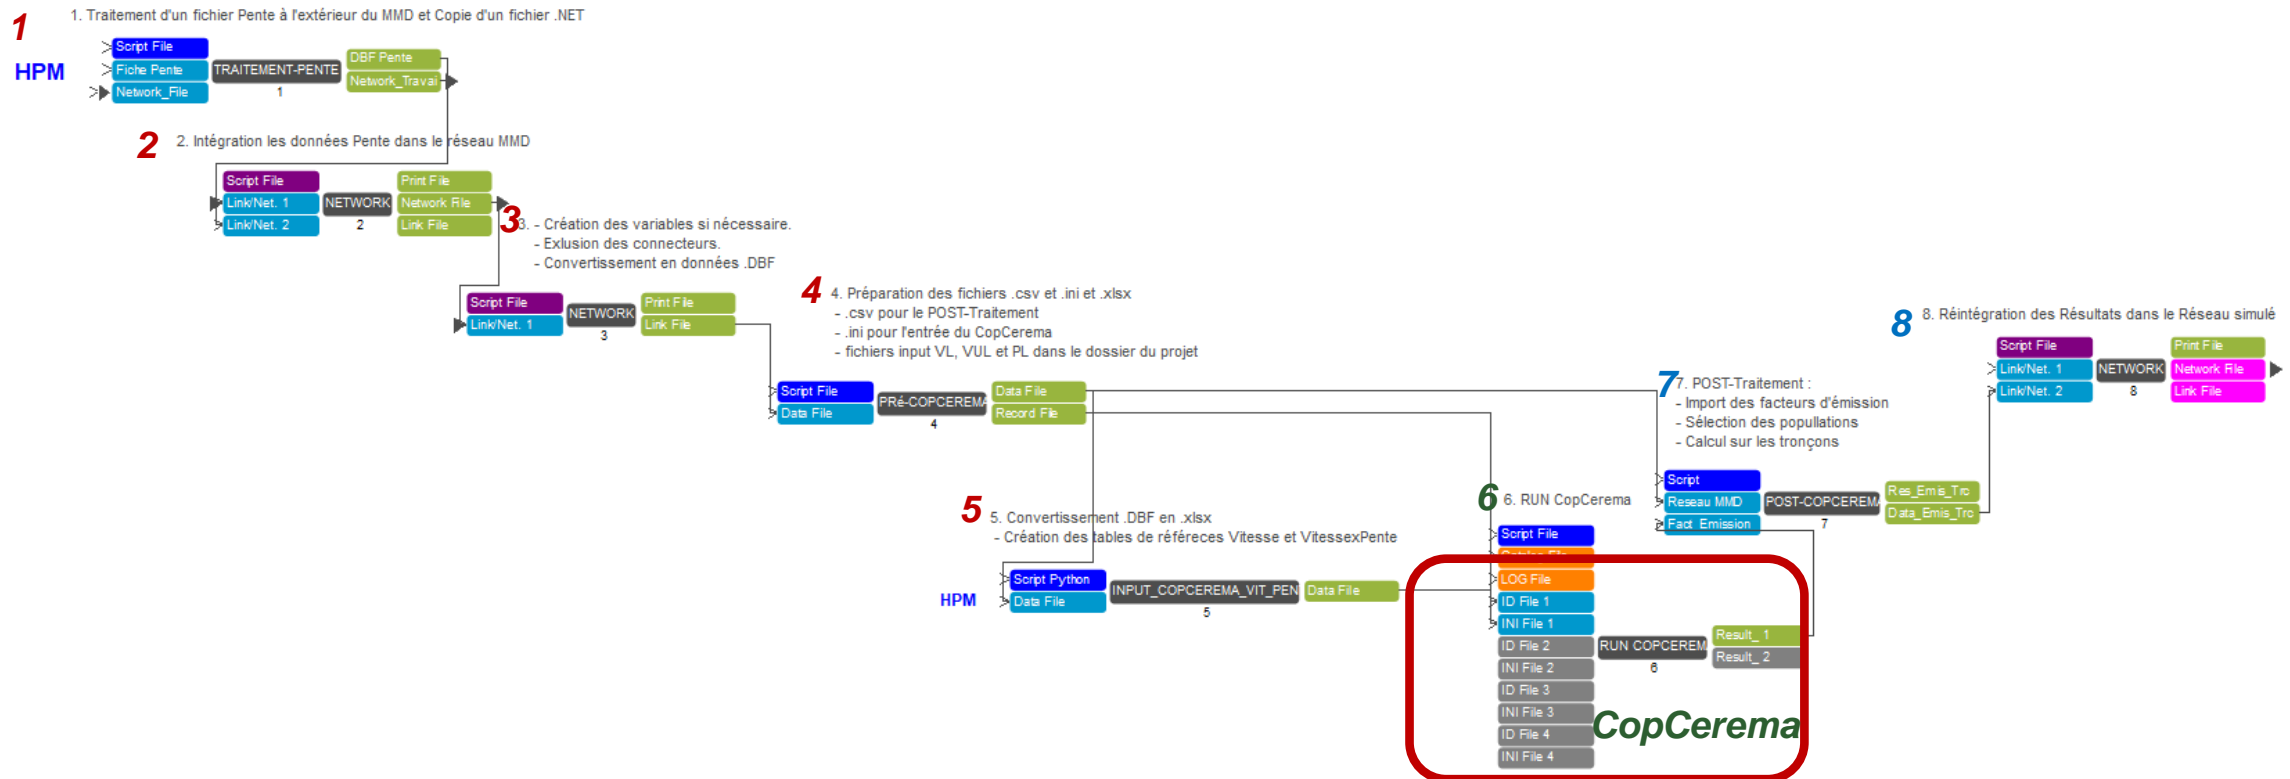 1
1. Traitement d'un fichier Pente à l'extérieur du MMD et Copie d'un fichier .NET
HPM
Script File
Fiche Pente
Network_File
TRAITEMENT-PENTE
1
DBF Pente
Network_Travai
2
2. Intégration les données Pente dans le réseau MMD
Script File
Link/Net. 1
Link/Net. 2
NETWORK
2
Print File
Network File
Link File
3
3. - Création des variables si nécessaire.
- Exlusion des connecteurs.
- Convertissement en données .DBF
Script File
Link/Net. 1
NETWORK
3
Print File
Link File
4
4. Préparation des fichiers .csv et .ini et .xlsx
- .csv pour le POST-Traitement
- .ini pour l'entrée du CopCerema
- fichiers input VL, VUL et PL dans le dossier du projet
Script File
Data File
PRé-COPCEREMA
4
Data File
Record File
5
5. Convertissement .DBF en .xlsx
- Création des tables de référeces Vitesse et VitessexPente
HPM
Script Python
Data File
INPUT_COPCEREMA_VIT_PEN
5
Data File
6
6. RUN CopCerema
Script File
Catalog File
LOG File
ID File 1
INI File 1
ID File 2
INI File 2
ID File 3
INI File 3
ID File 4
INI File 4
RUN COPCEREM
6
Result_ 1
Result_ 2
CopCerema
7
7. POST-Traitement :
- Import des facteurs d'émission
- Sélection des popullations
- Calcul sur les tronçons
Script
Reseau MMD
Fact_Emission
POST-COPCEREM
7
Res_Emis_Trc
Data_Emis_Trc
8
8. Réintégration des Résultats dans le Réseau simulé
Script File
Link/Net. 1
Link/Net. 2
NETWORK
8
Print File
Network File
Link File